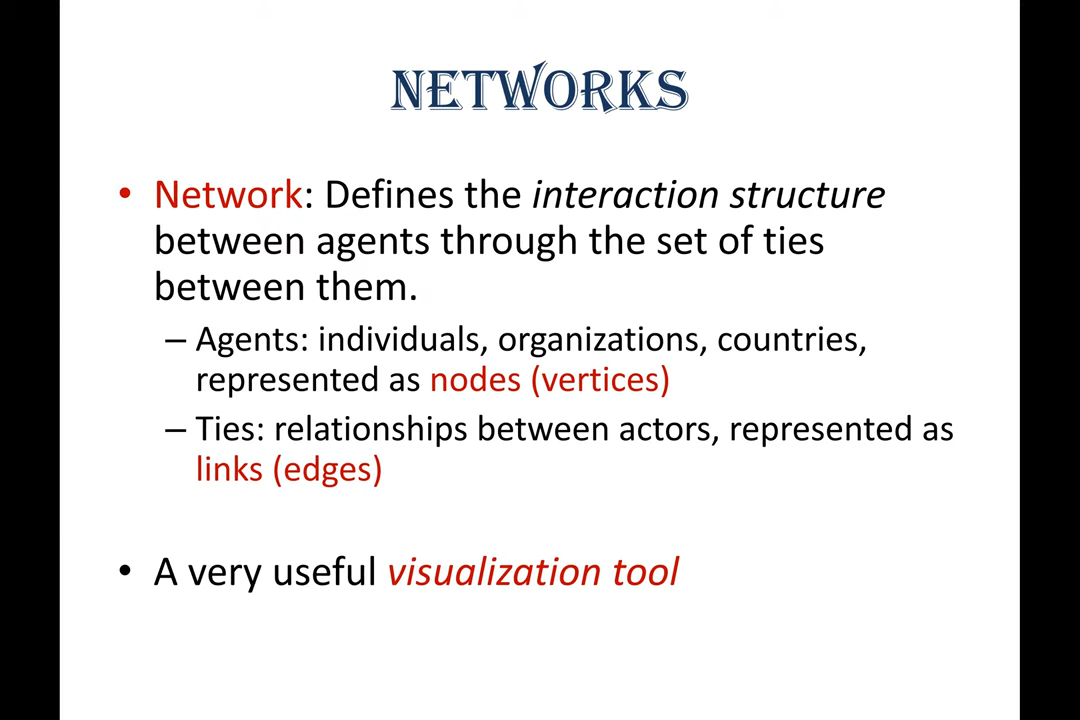 NETWORKS
• Network: Defines the interaction structure
between agents through the set of ties
between them.
– Agents: individuals, organizations, countries,
represented as nodes (vertices)
– Ties: relationships between actors, represented as
links (edges)
• A very useful visualization tool